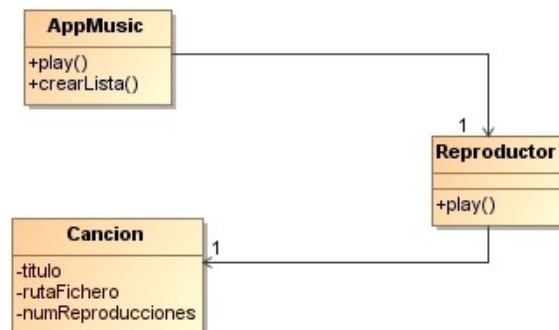 AppMusic
+play()
+crearLista()
1
Reproductor
+play()
Cancion
1
-titulo
-rutaFichero
-numReproducciones